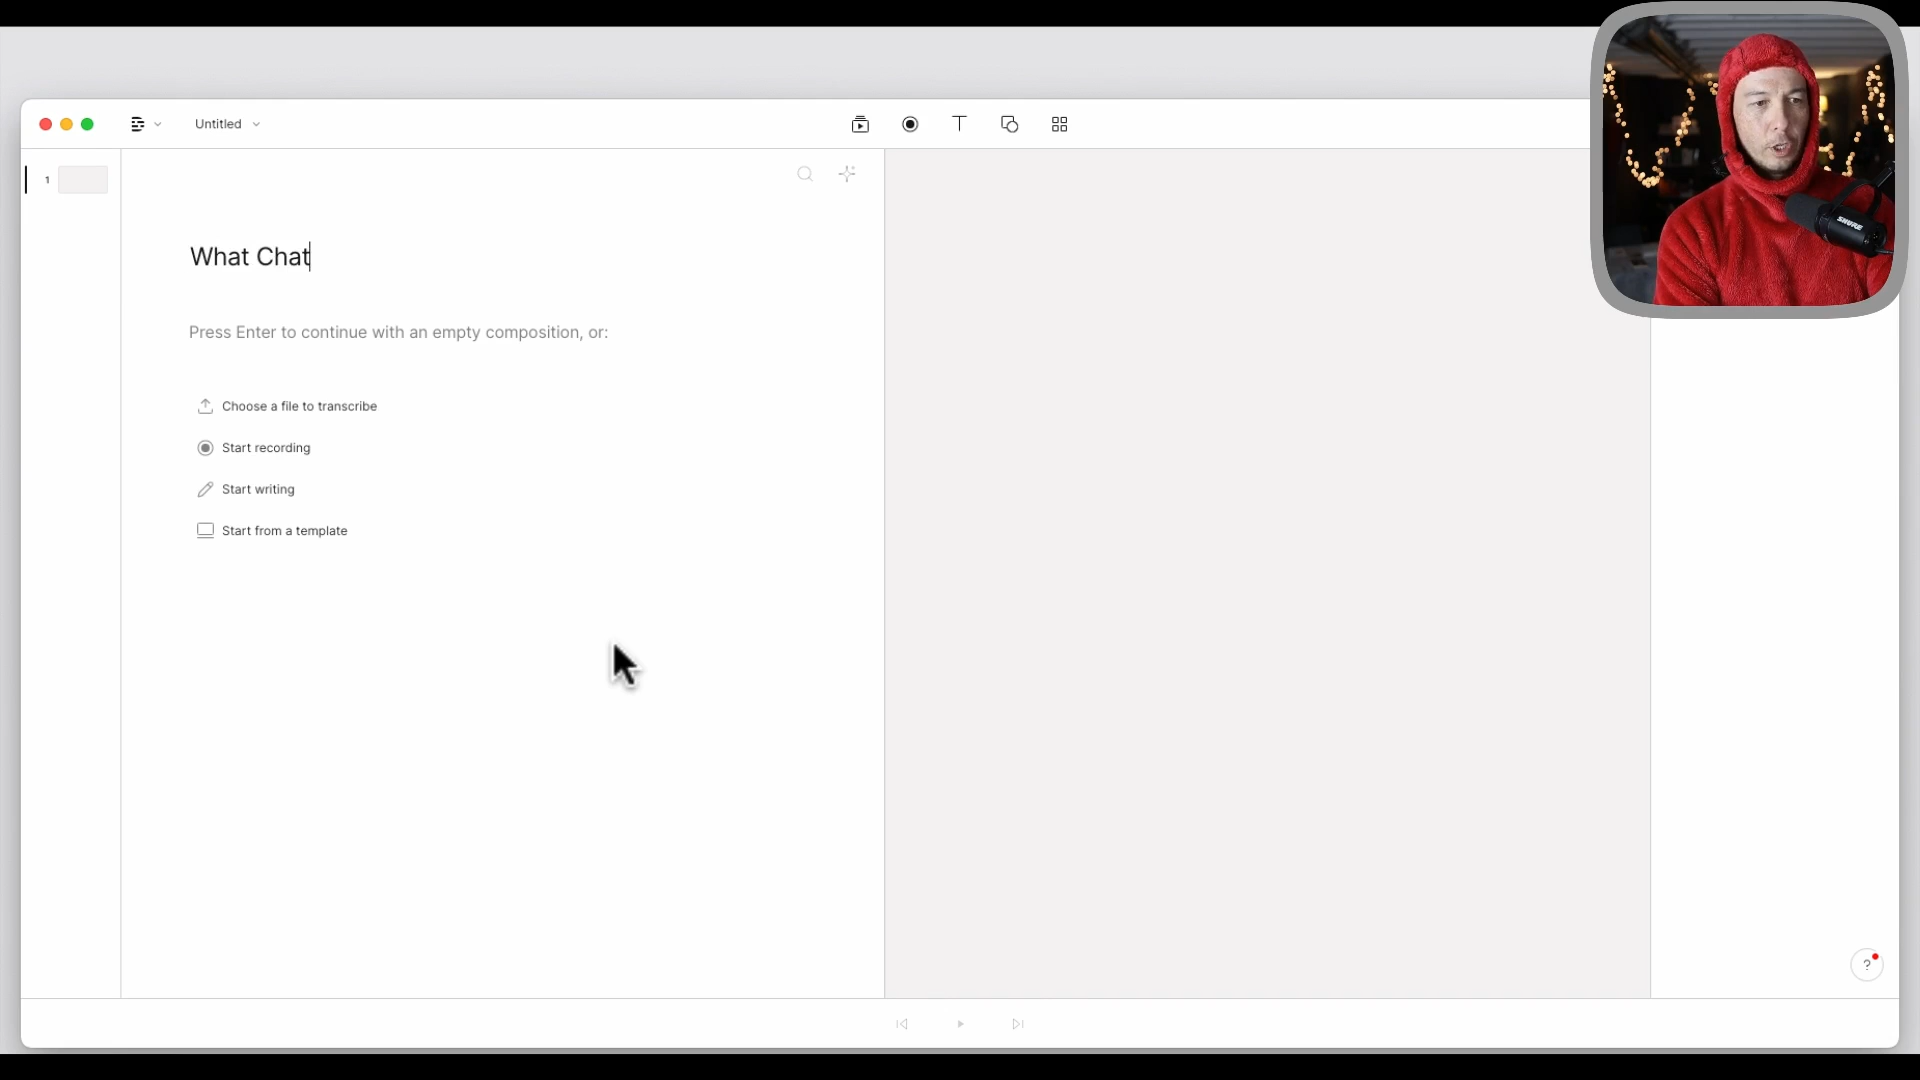 Untitled
1
What Chat
Press Enter to continue with an empty composition, or:
Choose a file to transcribe
Start recording
Start writing
Start from a template
SHURE
?